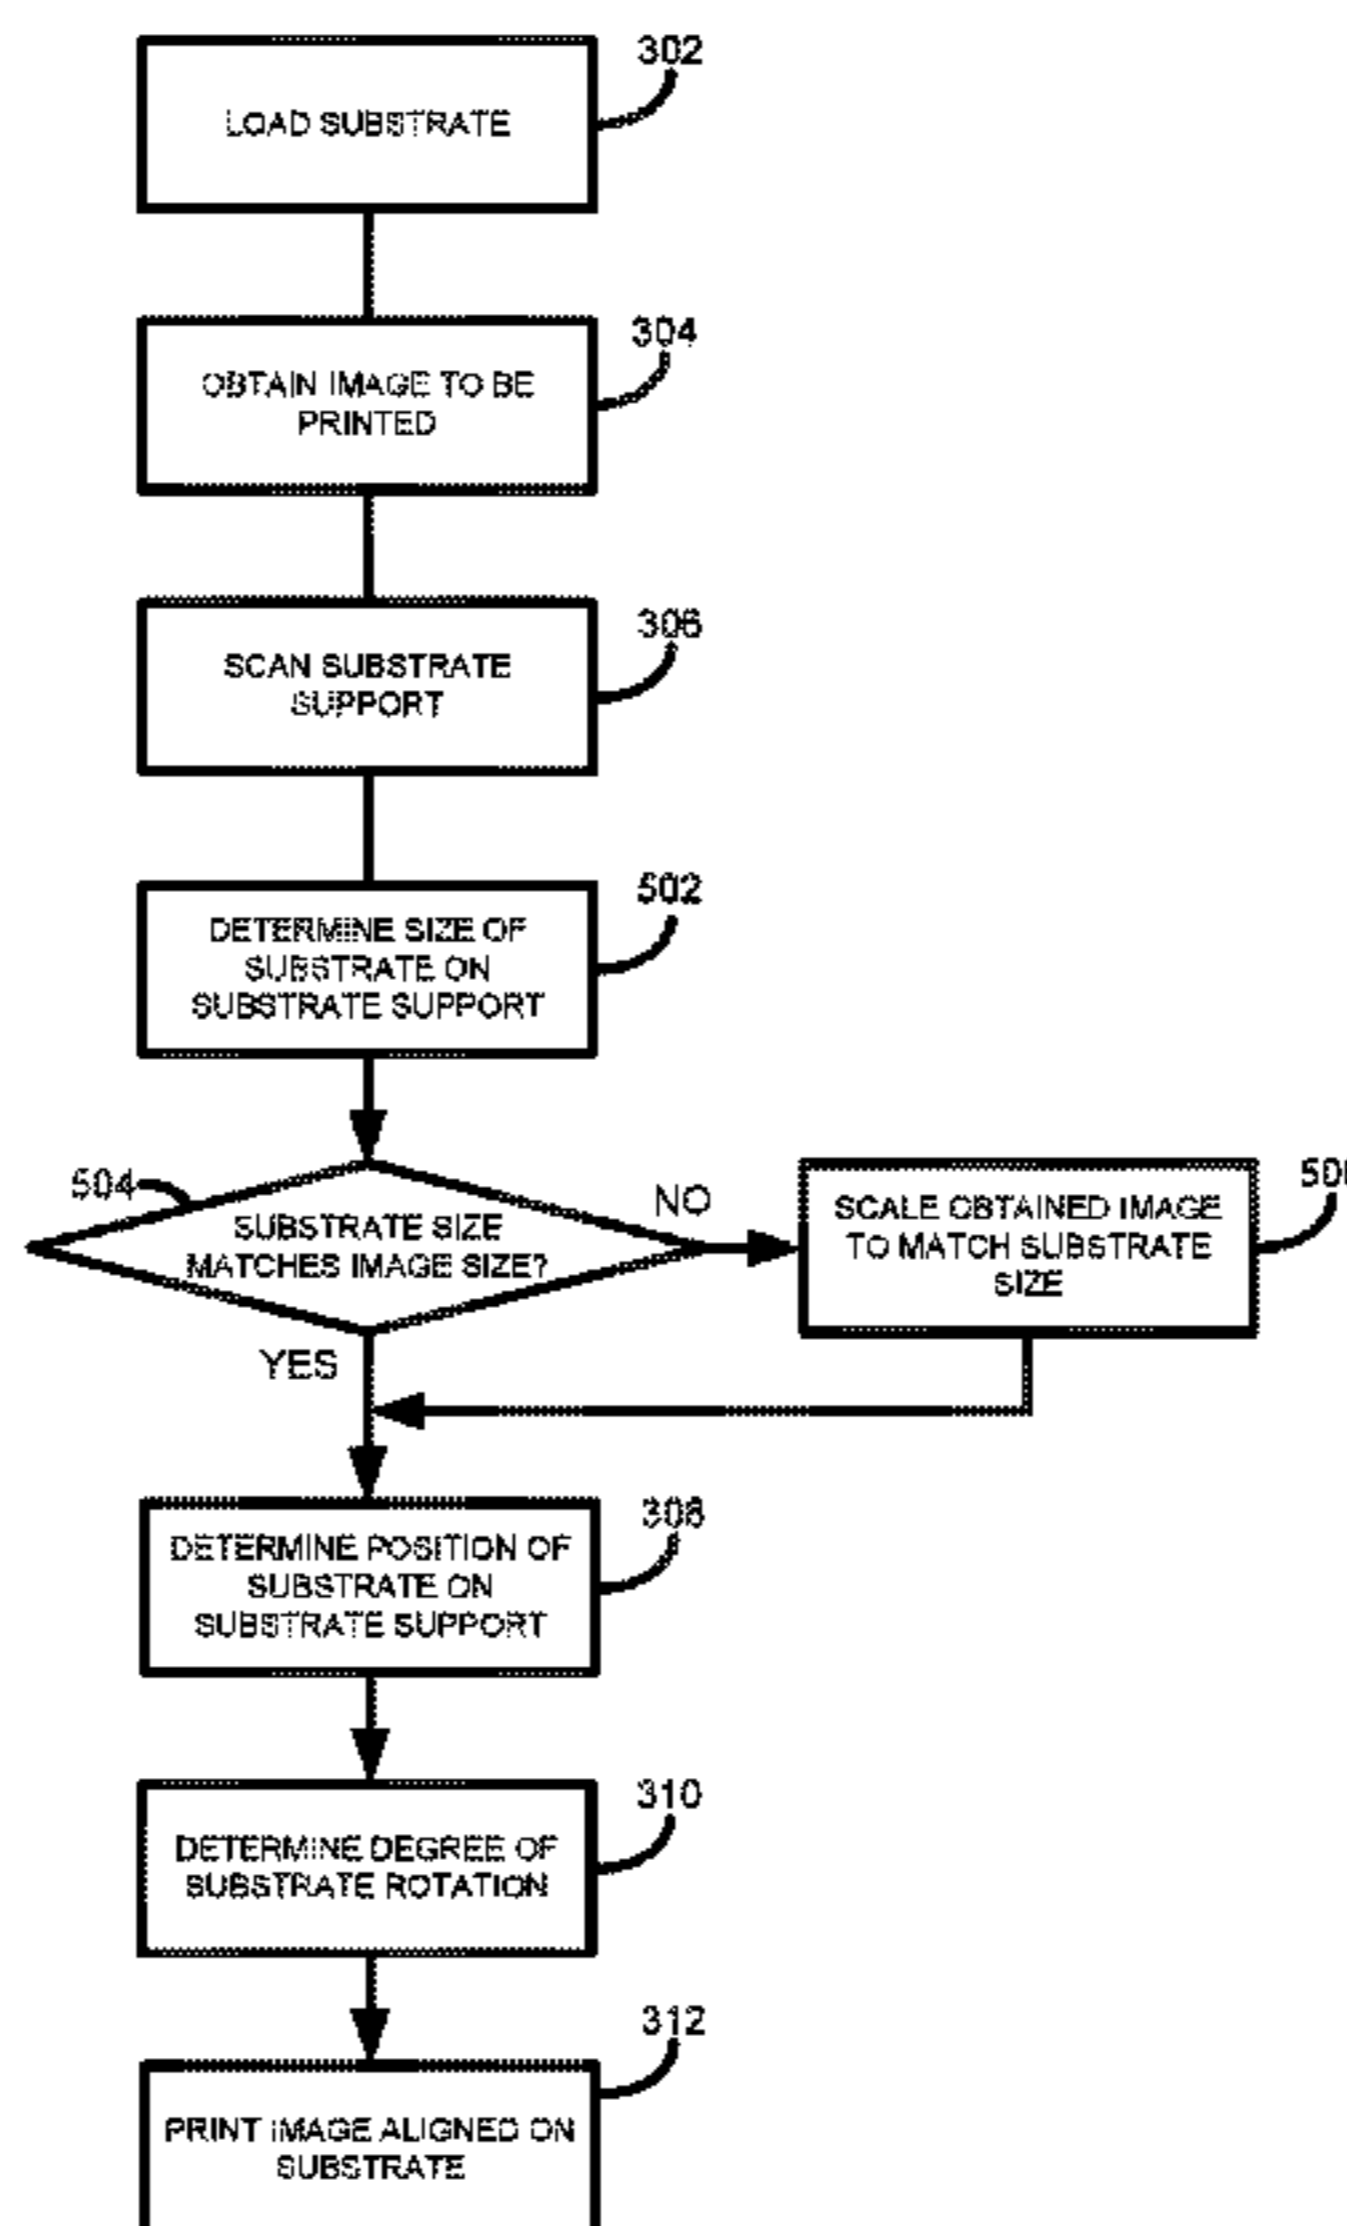 302
LOAD SUBSTRATE
304
OBTAIN IMAGE TO BE
PRINTED
306
SCAN SUBSTRATE
SUPPORT
502
DETERMINE SIZE OF
SUBSTRATE ON
SUBSTRATE SUPPORT
504
SUBSTRATE SIZE
MATCHES IMAGE SIZE?
NO
SCALE OBTAINED IMAGE
TO MATCH SUBSTRATE
SIZE
YES
308
DETERMINE POSITION OF
SUBSTRATE ON
SUBSTRATE SUPPORT
310
DETERMINE DEGREE OF
SUBSTRATE ROTATION
312
PRINT IMAGE ALIGNED ON
SUBSTRATE